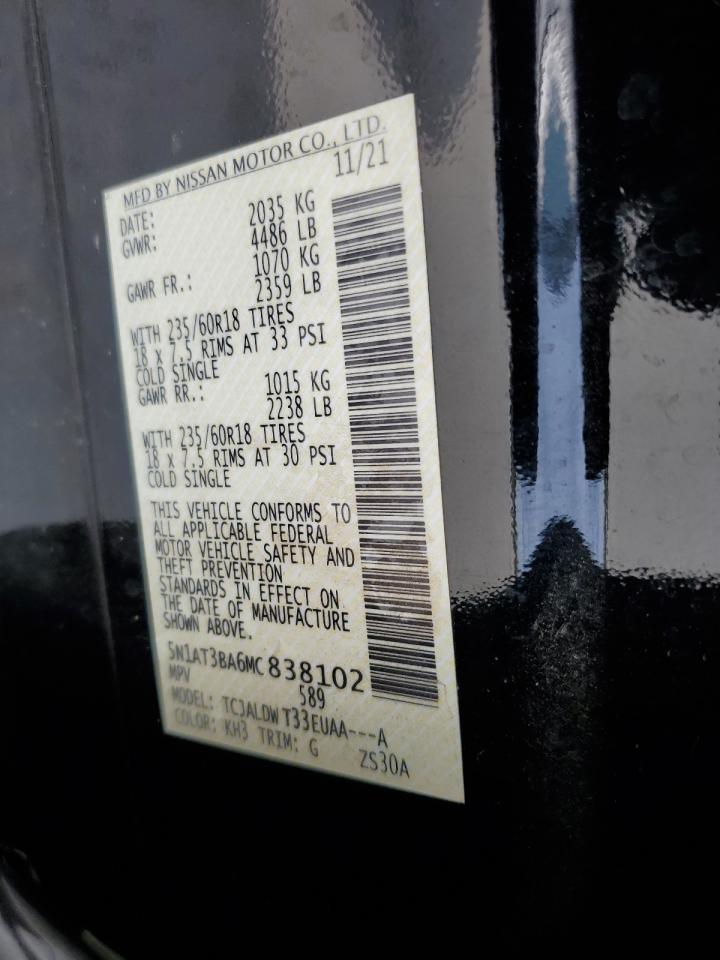 MFD BY NISSAN MOTOR CO., LTD.
DATE: 11/21
GVWR: 2035 KG
4486 LB
GAWR FR.: 1070 KG
2359 LB
WITH 235/60R18 TIRES
18 x 7.5 RIMS AT 33 PSI
COLD SINGLE
GAWR RR.: 1015 KG
2238 LB
WITH 235/60R18 TIRES
18 x 7.5 RIMS AT 30 PSI
COLD SINGLE
THIS VEHICLE CONFORMS TO
ALL APPLICABLE FEDERAL
MOTOR VEHICLE SAFETY AND
THEFT PREVENTION
STANDARDS IN EFFECT ON
THE DATE OF MANUFACTURE
SHOWN ABOVE.
5N1AT3BA6MC838102
MPV 589
MODEL: TCJALDWT33EUAA---A
COLOR: KH3 TRIM: G ZS30A